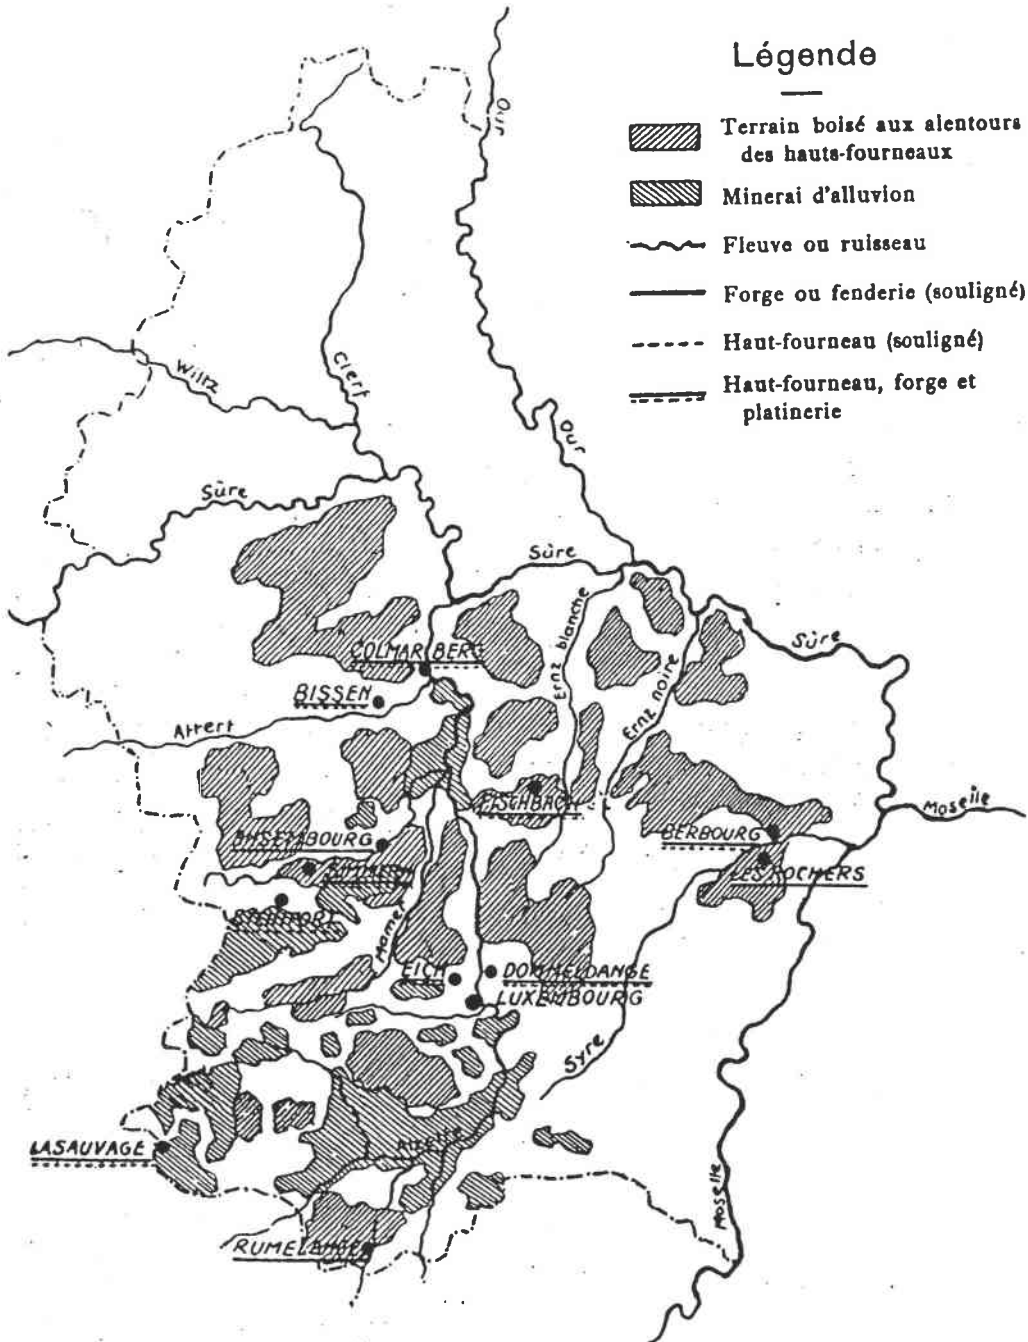 Légende
Terrain boisé aux alentours
des hauts-fourneaux
Minerai d'alluvion
Fleuve ou ruisseau
Forge ou fenderie (souligné)
Haut-fourneau (souligné)
Haut-fourneau, forge et
platinerie
Our
Wiltz
Clerf
Our
Sûre
Sûre
Ernz blanche
Ernz noire
Sûre
COLMAR BERG
BISSEN
Attert
FISCHBACH
Moselle
ANSEMBOURG
BERBOURG
LES ROCHERS
Mamer
EICH
DOMMELDANGE
LUXEMBOURG
Syre
Alzette
LASAUVAGE
Moselle
RUMELANGE